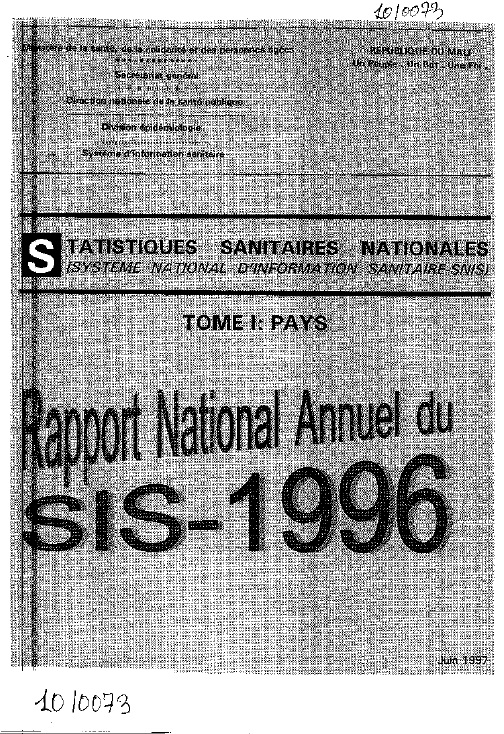 10/0073
Ministère de la santé, de la solidarité et des personnes agées
REPUBLIQUE DU MALI
Un Peuple - Un But - Une Foi
Secrétariat général
Direction nationale de la santé publique
Division épidémiologie
Système d'information sanitaire
STATISTIQUES SANITAIRES NATIONALES
(SYSTEME NATIONAL D'INFORMATION SANITAIRE-SNIS)
TOME I: PAYS
Rapport National Annuel du
SIS-1996
Juin 1997
10/0073